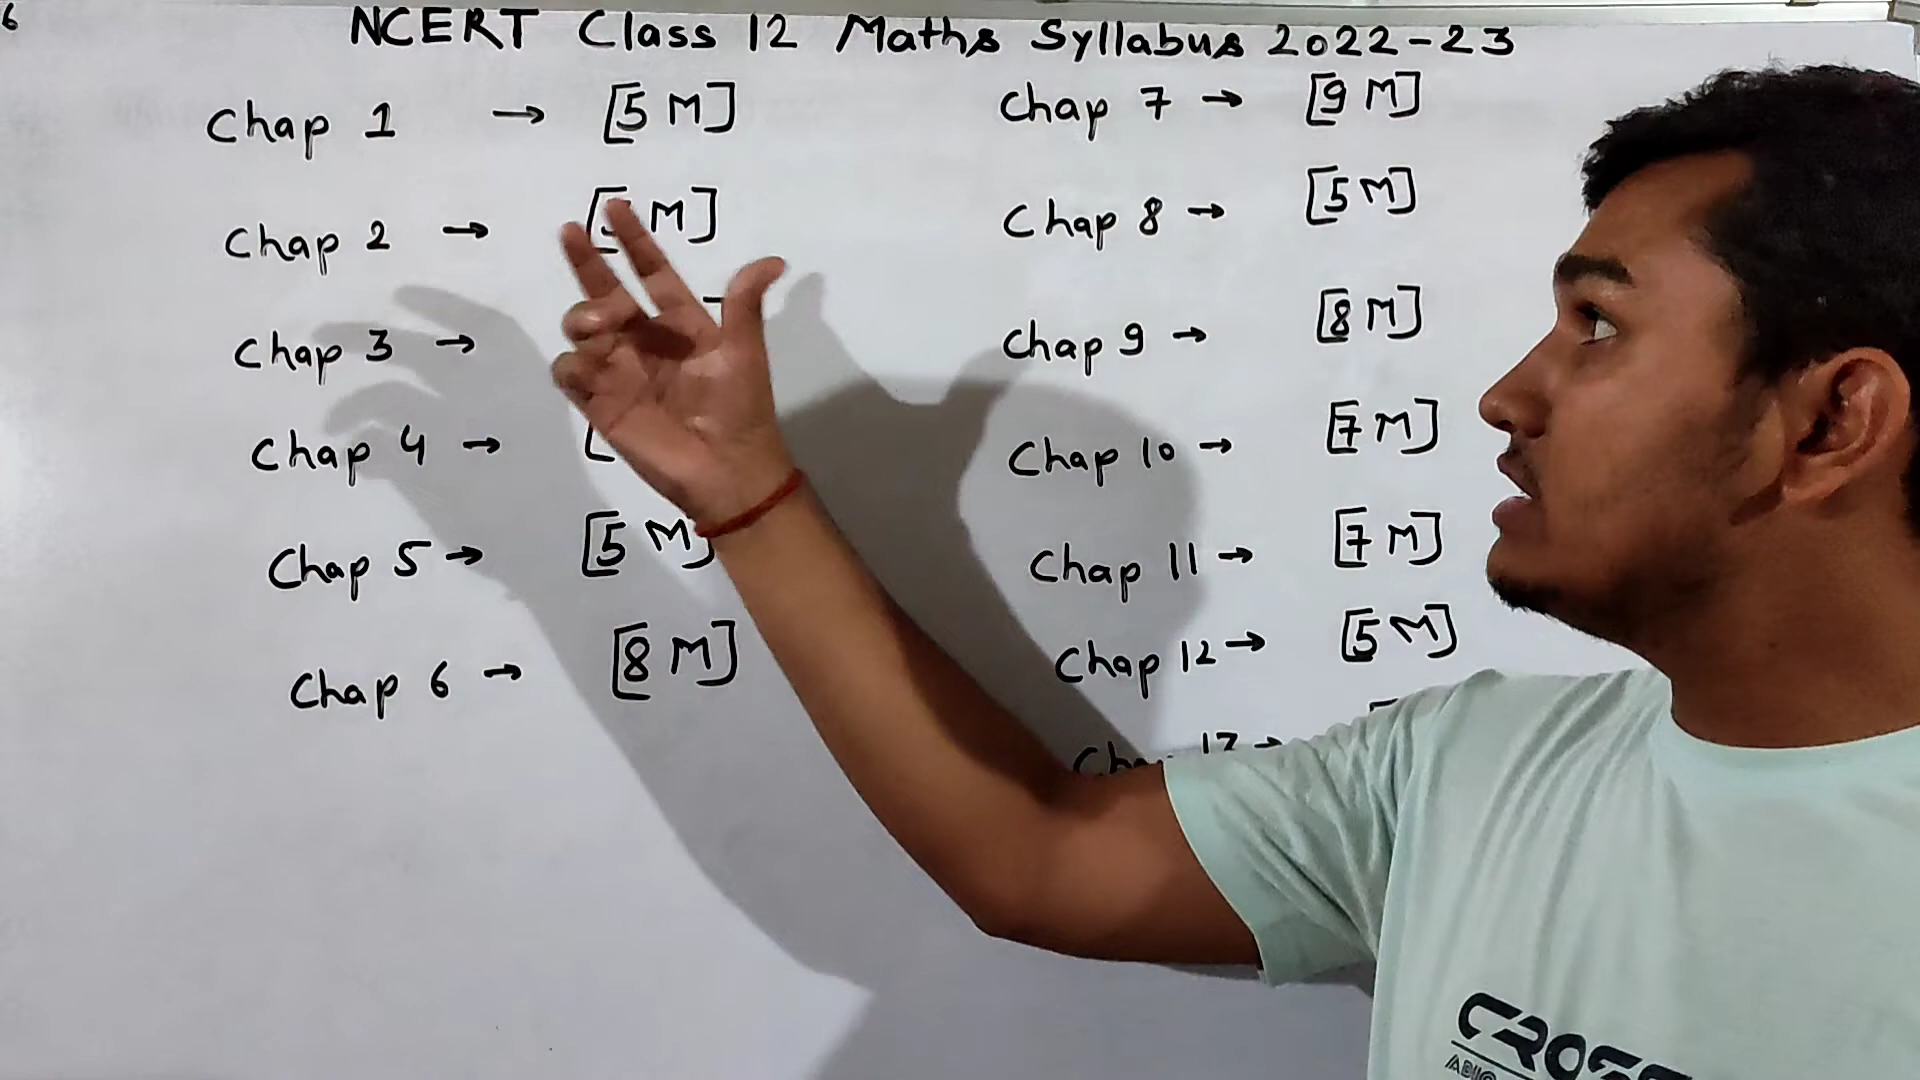 6
NCERT Class 12 Maths Syllabus 2022-23
Chap 1 → [5 M]
Chap 2 → [5 M]
Chap 3 →
Chap 4 → [
Chap 5 → [5 M]
Chap 6 → [8 M]
Chap 7 → [9 M]
Chap 8 → [5 M]
Chap 9 → [8 M]
Chap 10 → [7 M]
Chap 11 → [7 M]
Chap 12 → [5 M]